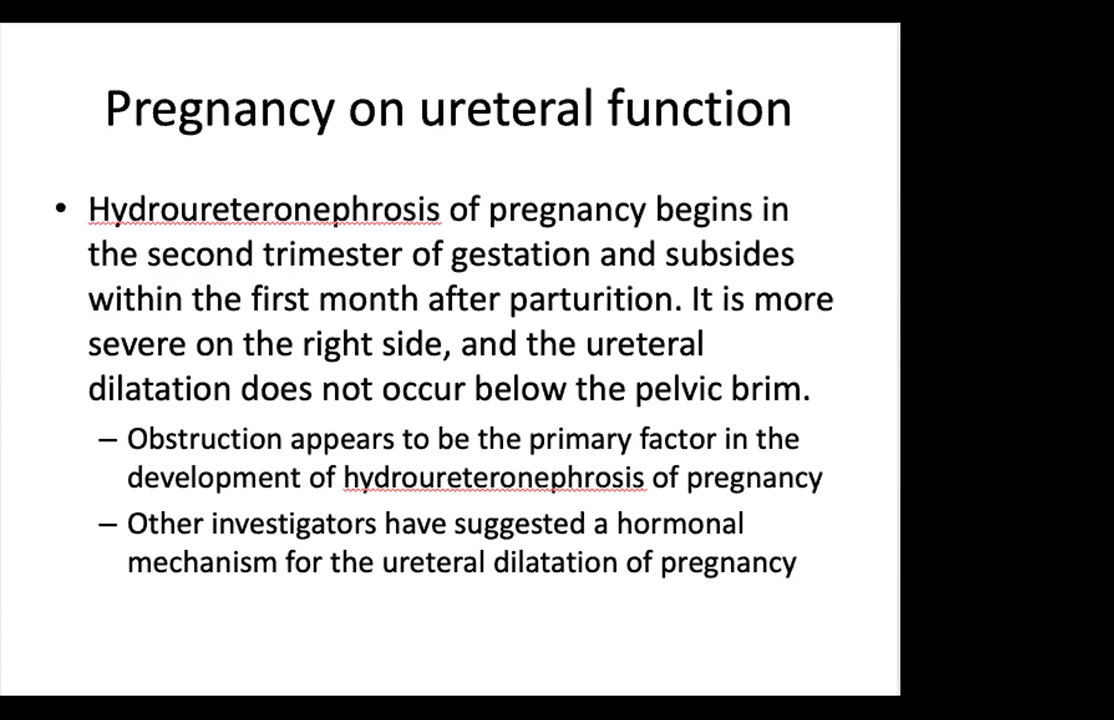 Pregnancy on ureteral function
• Hydroureteronephrosis of pregnancy begins in
the second trimester of gestation and subsides
within the first month after parturition. It is more
severe on the right side, and the ureteral
dilatation does not occur below the pelvic brim.
– Obstruction appears to be the primary factor in the
development of hydroureteronephrosis of pregnancy
– Other investigators have suggested a hormonal
mechanism for the ureteral dilatation of pregnancy